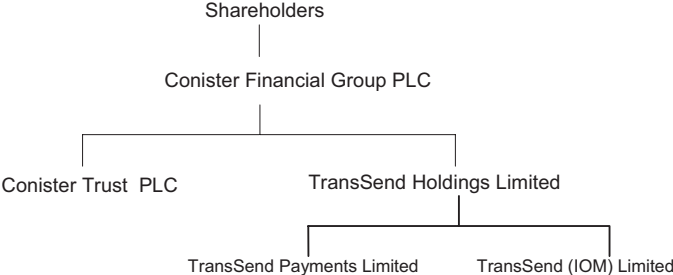 Shareholders
Conister Financial Group PLC
Conister Trust PLC
TransSend Holdings Limited
TransSend Payments Limited
TransSend (IOM) Limited